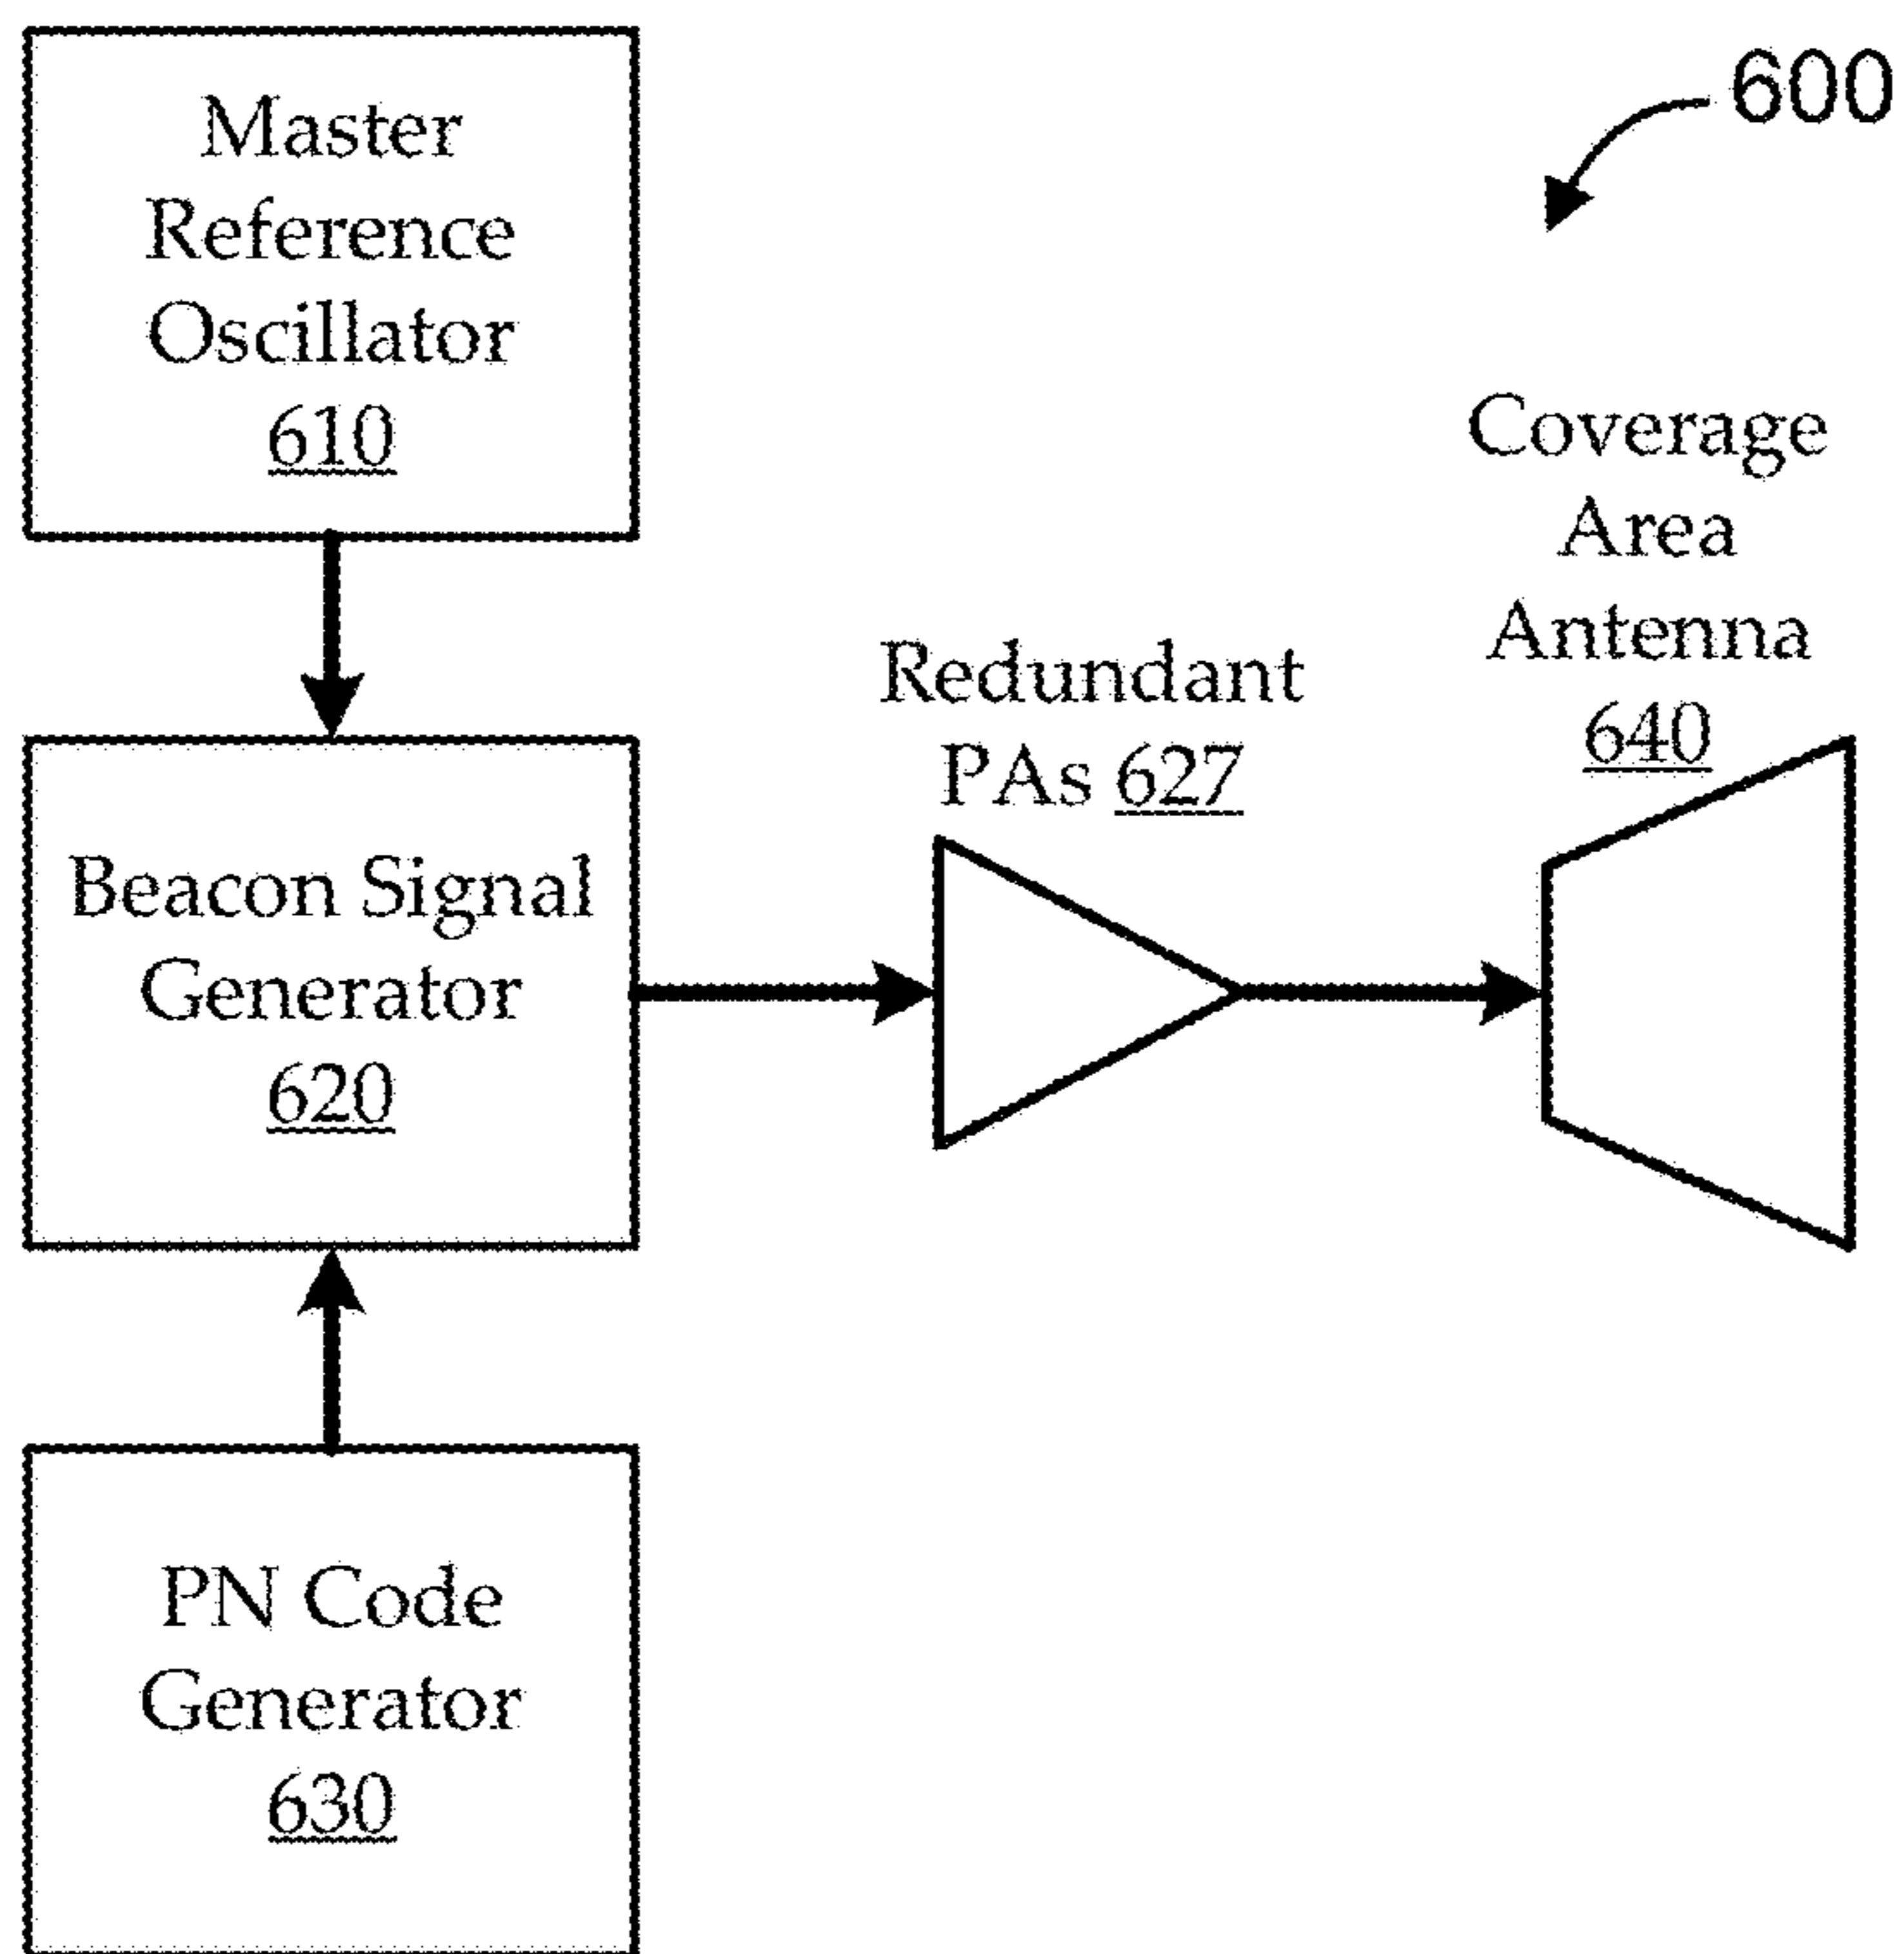 Master
Reference
Oscillator
610
600
Coverage
Area
Antenna
640
Redundant
PAs 627
Beacon Signal
Generator
620
PN Code
Generator
630